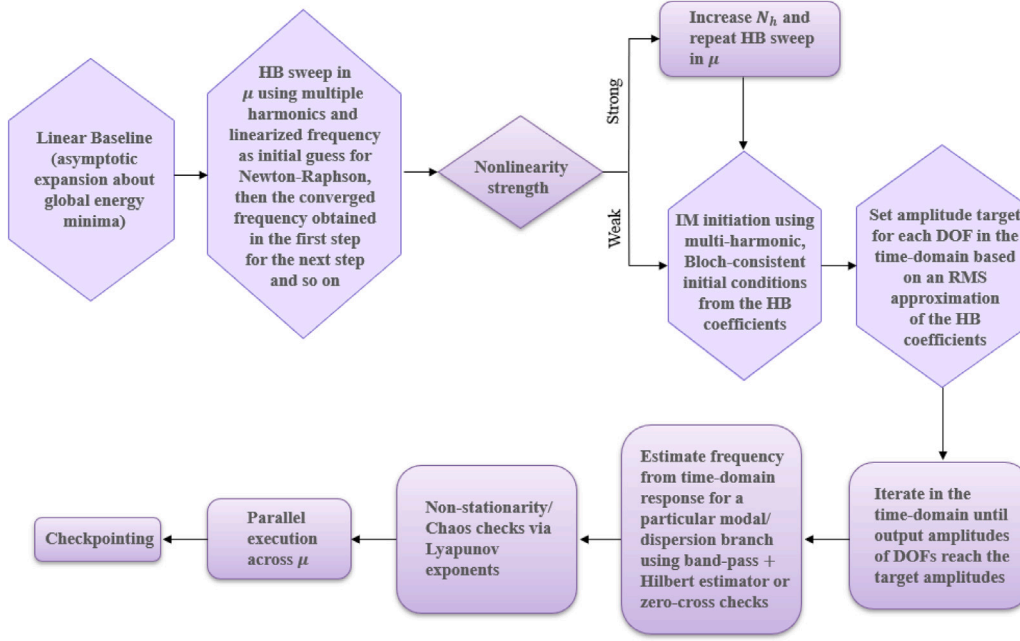 Linear Baseline
(asymptotic
expansion about
global energy
minima)
HB sweep in
μ using multiple
harmonics and
linearized frequency
as initial guess for
Newton-Raphson,
then the converged
frequency obtained
in the first step
for the next step
and so on
Nonlinearity
strength
Strong
Weak
Increase N_h and
repeat HB sweep
in μ
IM initiation using
multi-harmonic,
Bloch-consistent
initial conditions
from the HB
coefficients
Set amplitude target
for each DOF in the
time-domain based
on an RMS
approximation
of the HB
coefficients
Iterate in the
time-domain until
output amplitudes
of DOFs reach the
target amplitudes
Estimate frequency
from time-domain
response for a
particular modal/
dispersion branch
using band-pass +
Hilbert estimator or
zero-cross checks
Non-stationarity/
Chaos checks via
Lyapunov
exponents
Parallel
execution
across μ
Checkpointing